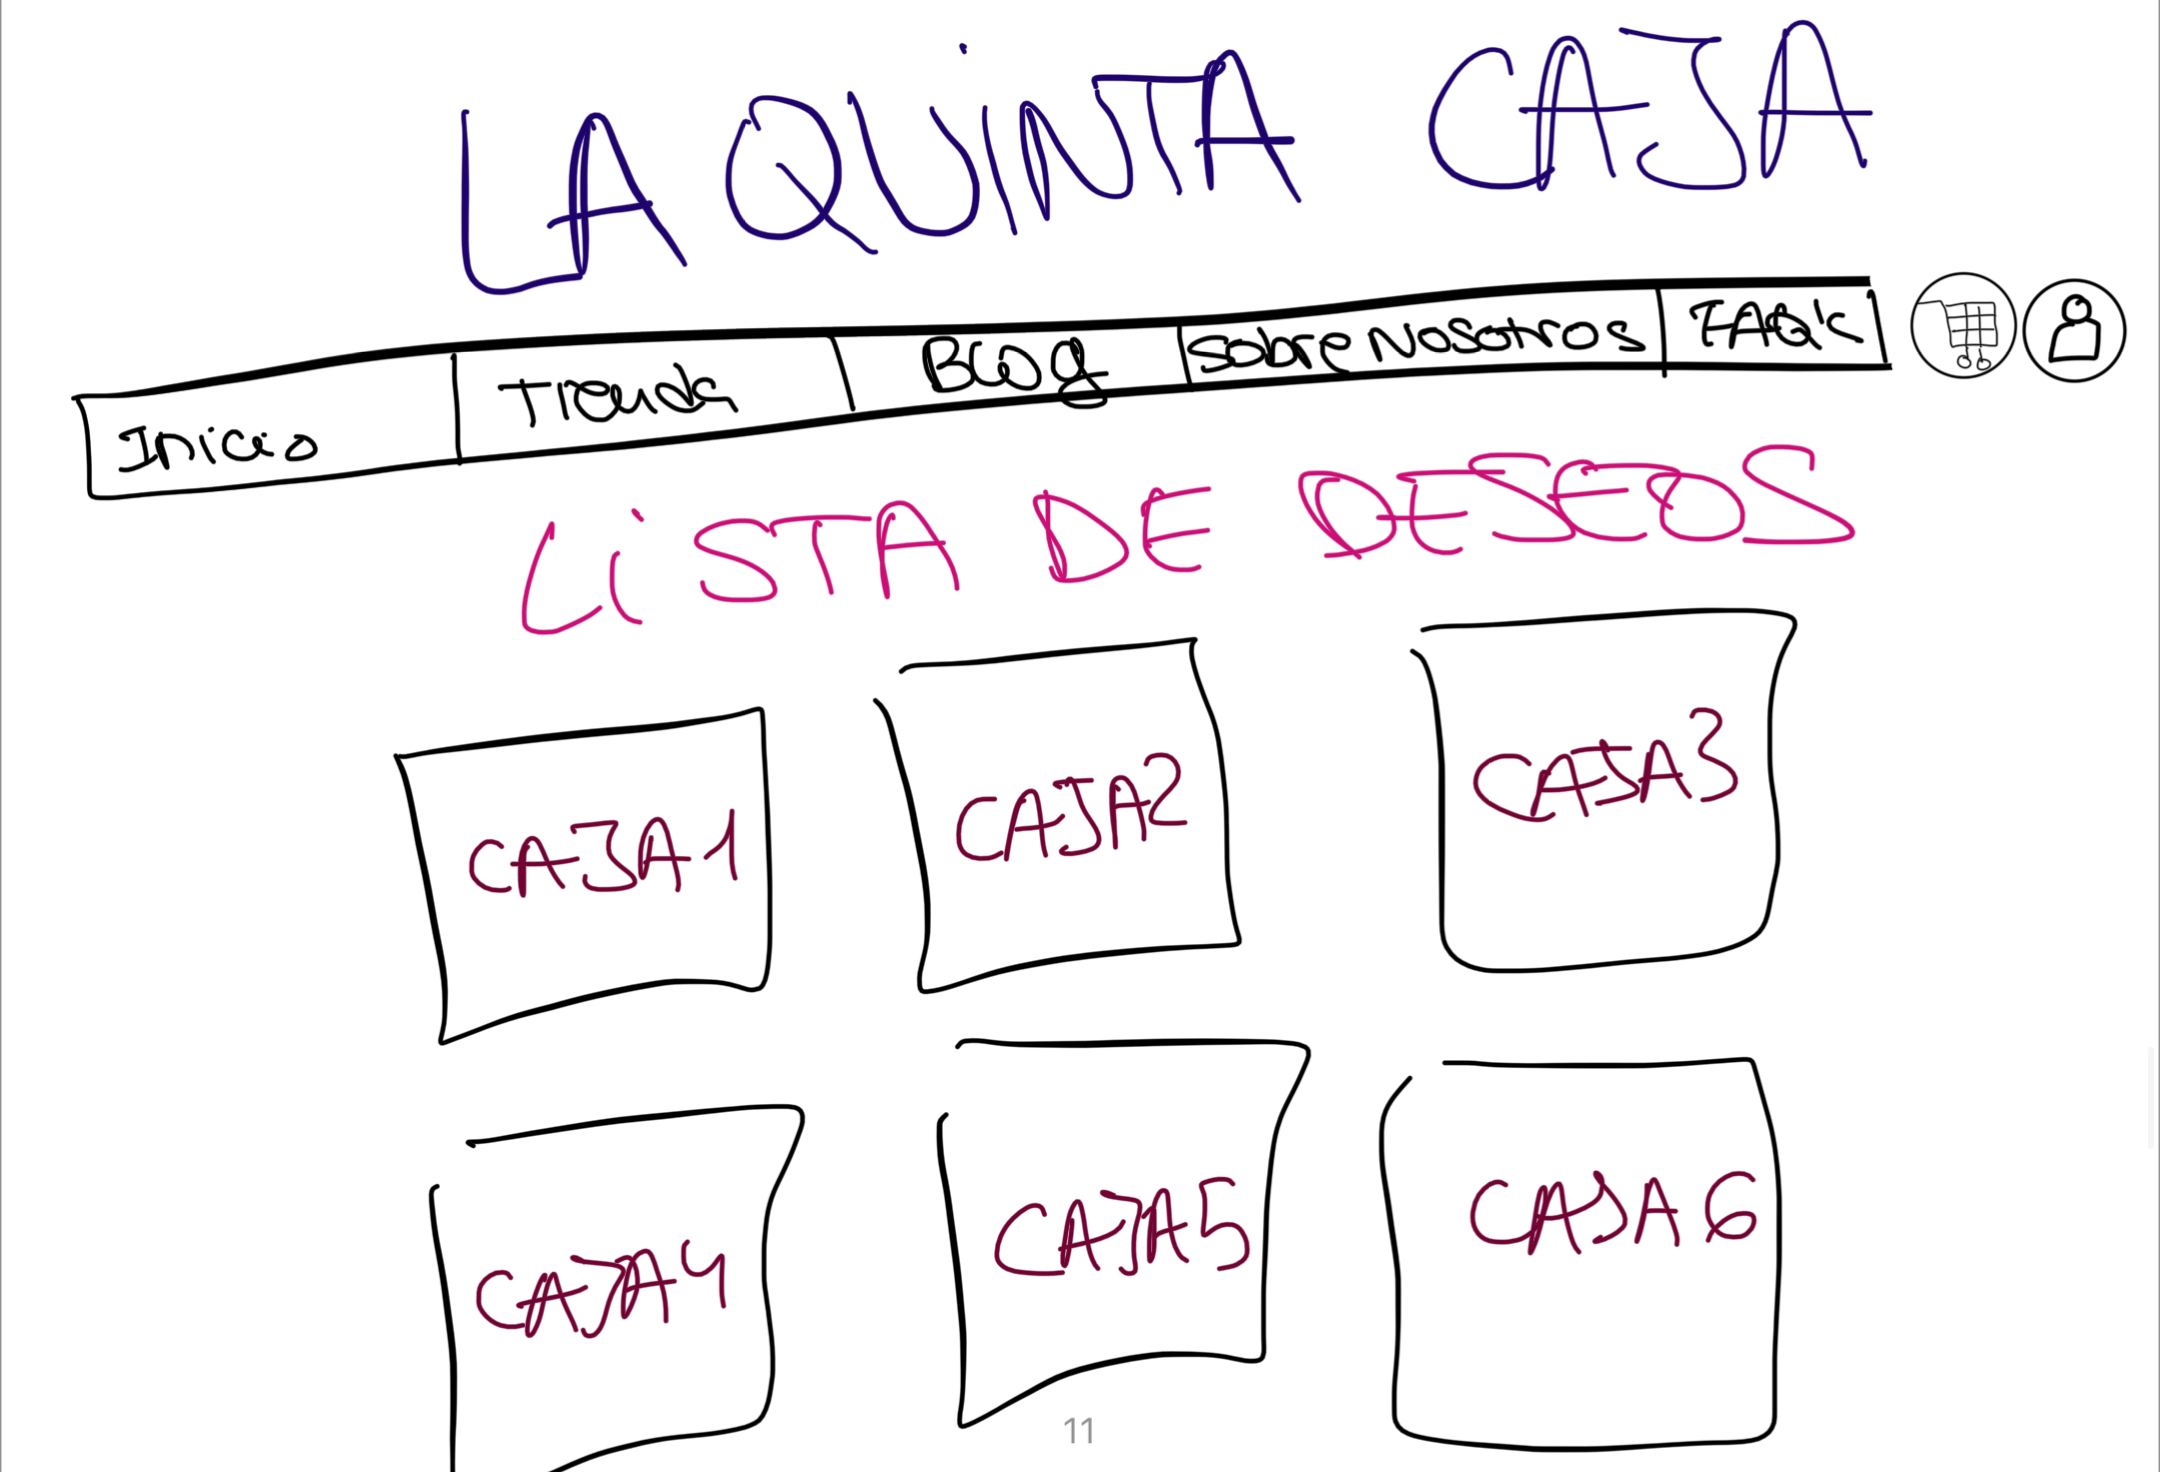 LA QUINTA CAJA
Inicio Tienda Blog Sobre Nosotros FAQ's
LISTA DE DESEOS
CAJA1 CAJA2 CAJA3
CAJA4 CAJA5 CAJA6
11